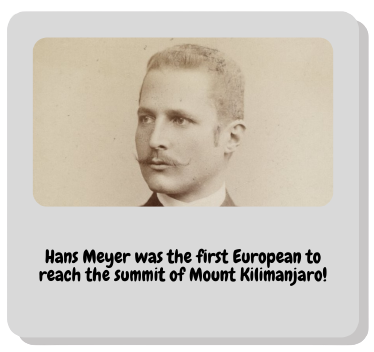 Hans Meyer was the first European to
reach the summit of Mount Kilimanjaro!